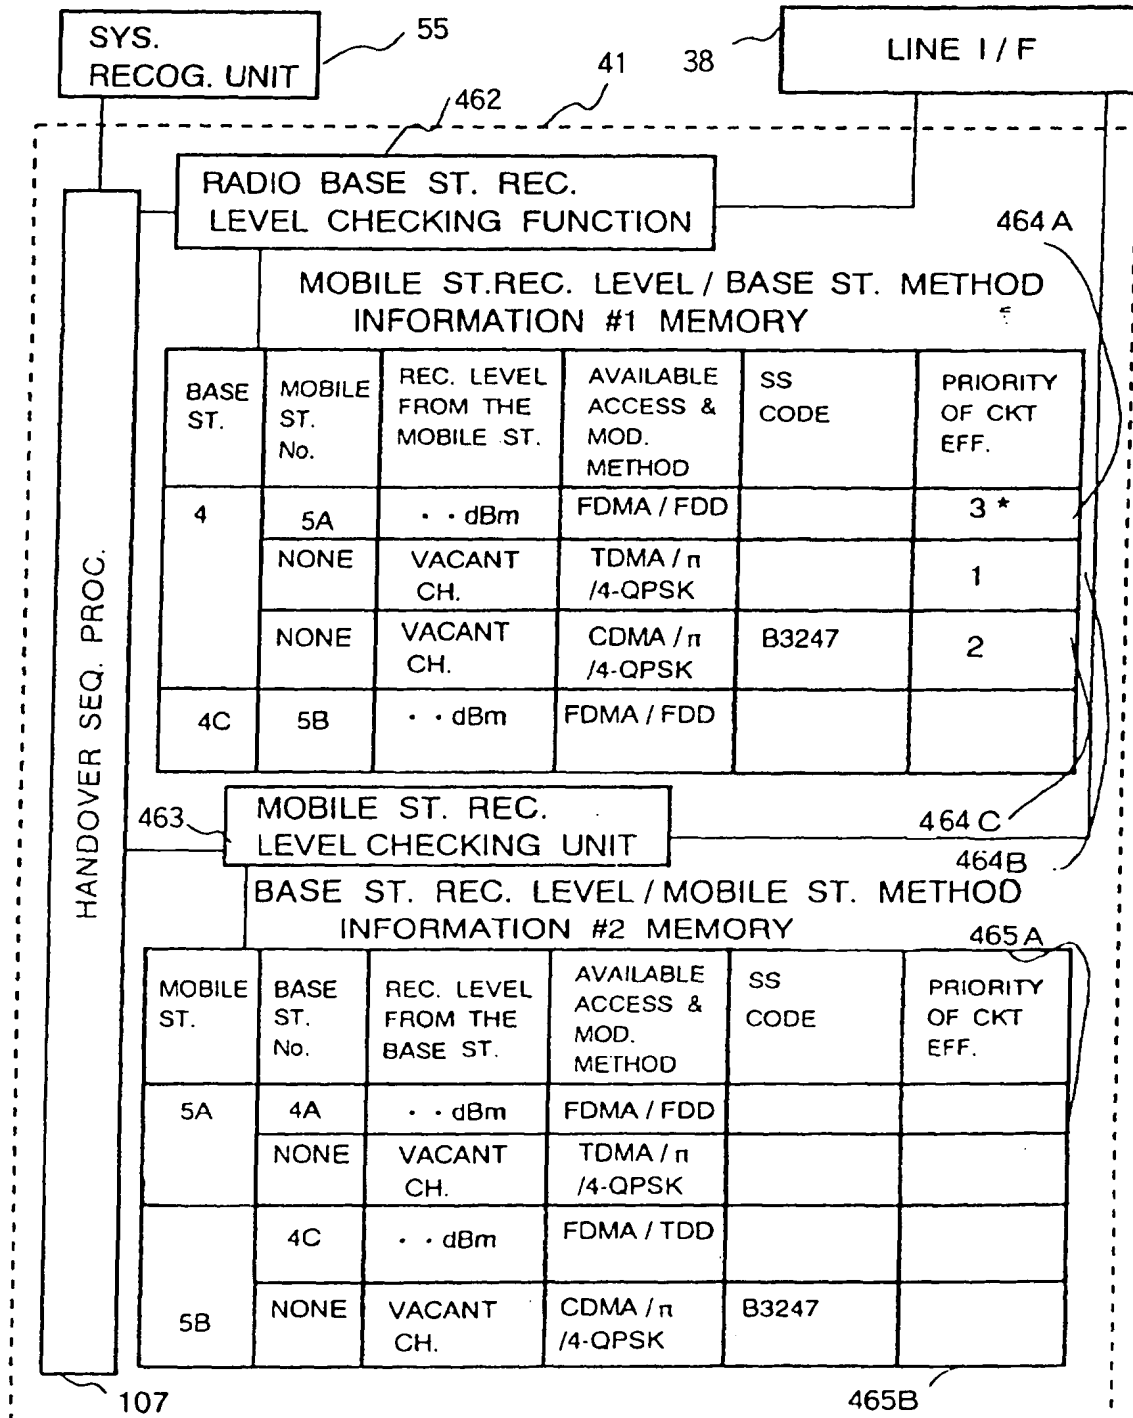 SYS.
RECOG. UNIT
55
41
38
LINE I/F
462
RADIO BASE ST. REC.
LEVEL CHECKING FUNCTION
464A
MOBILE ST.REC. LEVEL/BASE ST. METHOD
INFORMATION #1 MEMORY
BASE
ST.
MOBILE
ST.
No.
REC. LEVEL
FROM THE
MOBILE ST.
AVAILABLE
ACCESS &
MOD.
METHOD
SS
CODE
PRIORITY
OF CKT
EFF.
4
5A
· · dBm
FDMA / FDD
3 *
NONE
VACANT
CH.
TDMA / π
/4-QPSK
1
NONE
VACANT
CH.
CDMA / π
/4-QPSK
B3247
2
4C
5B
· · dBm
FDMA / FDD
HANDOVER SEQ. PROC.
463
MOBILE ST. REC.
LEVEL CHECKING UNIT
464C
464B
BASE ST. REC. LEVEL/MOBILE ST. METHOD
INFORMATION #2 MEMORY
465A
MOBILE
ST.
BASE
ST.
No.
REC. LEVEL
FROM THE
BASE ST.
AVAILABLE
ACCESS &
MOD.
METHOD
SS
CODE
PRIORITY
OF CKT
EFF.
5A
4A
· · dBm
FDMA / FDD
NONE
VACANT
CH.
TDMA / π
/4-QPSK
4C
· · dBm
FDMA / TDD
5B
NONE
VACANT
CH.
CDMA / π
/4-QPSK
B3247
107
465B